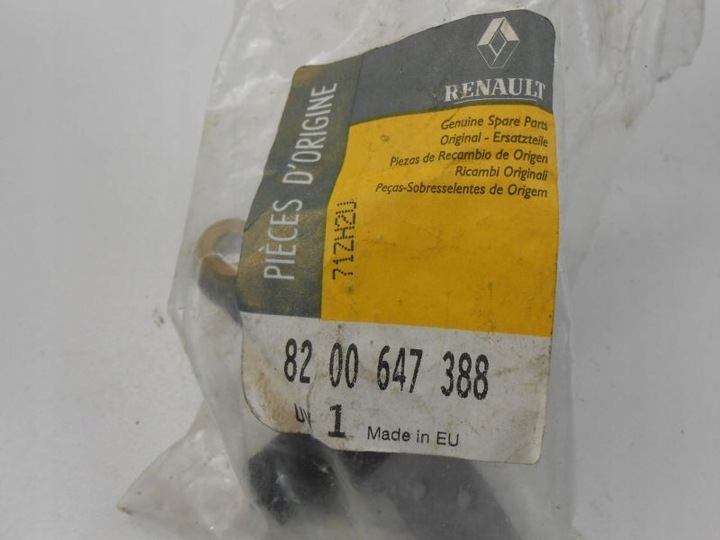 RENAULT
Genuine Spare Parts
Original - Ersatzteile
Piezas de Recambio de Origen
Ricambi Originali
Peças-Sobresselentes de Origem
PIÈCES D'ORIGINE
712H2U
82 00 647 388
1 Made in EU